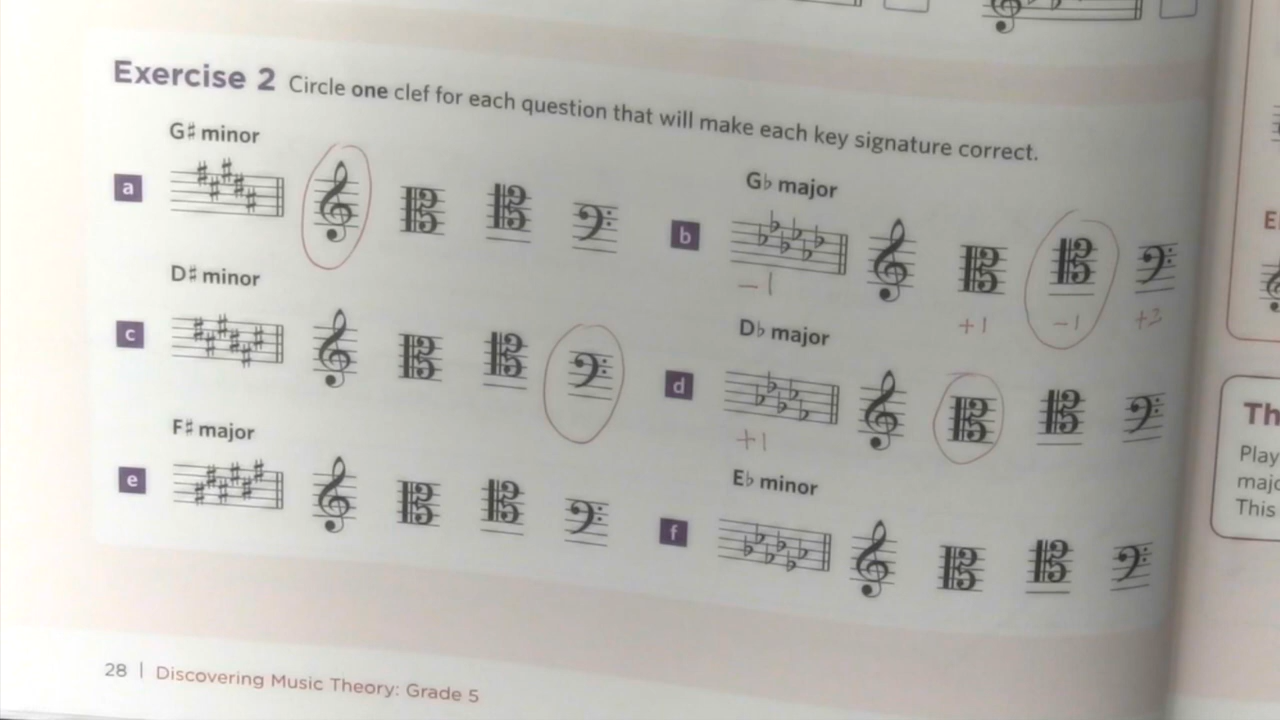 Exercise 2 Circle one clef for each question that will make each key signature correct.
G♯ minor
a
G♭ major
b
−1
+1
−1
D♯ minor
c
D♭ major
d
+1
F♯ major
e
E♭ minor
f
28 | Discovering Music Theory: Grade 5
E
Th
Play
majo
This